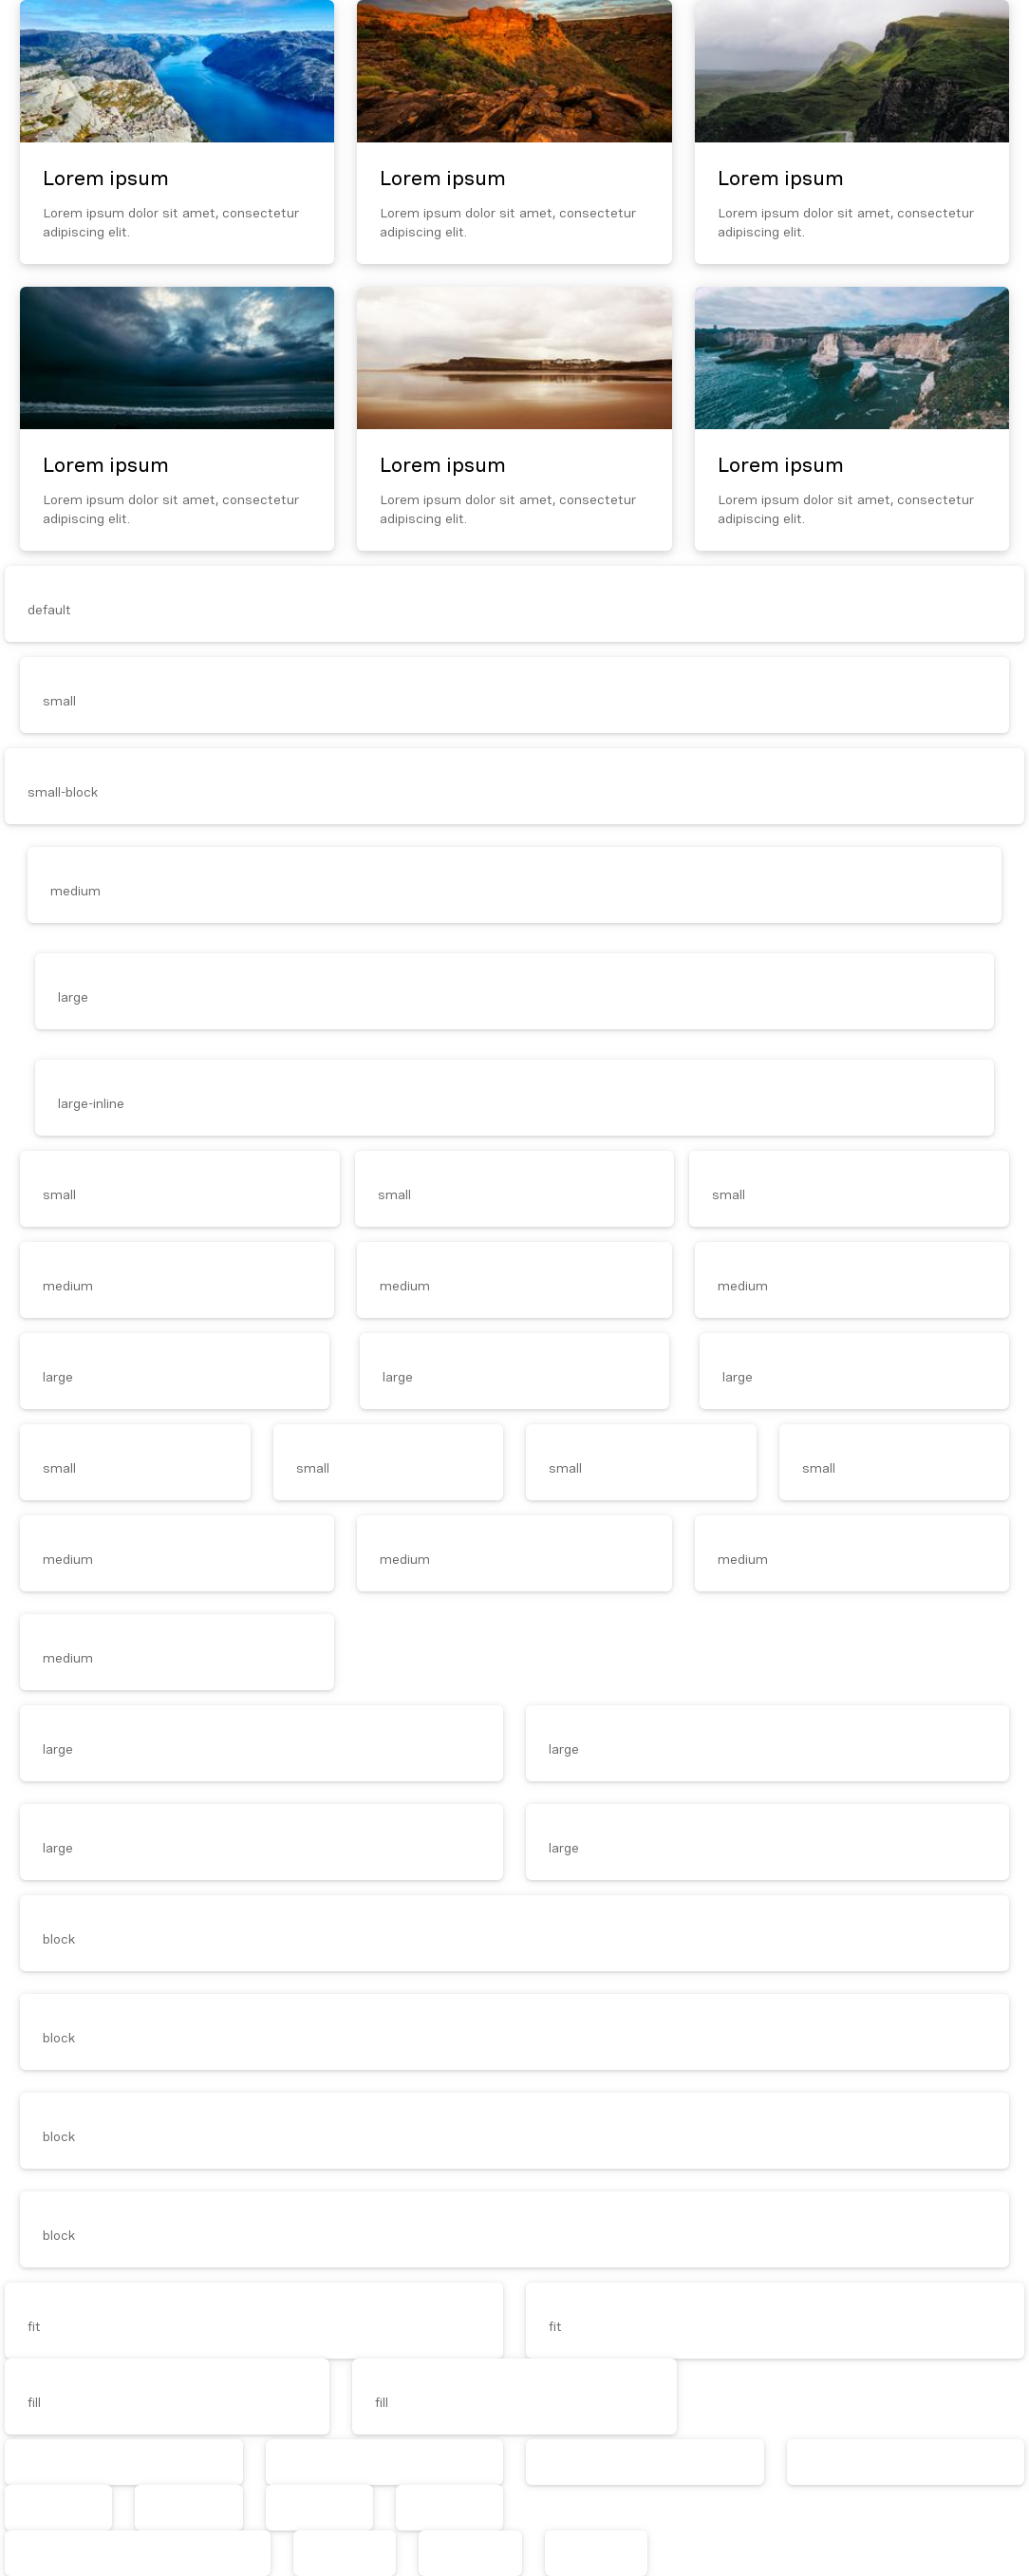 Lorem ipsum
Lorem ipsum dolor sit amet, consectetur
adipiscing elit.
Lorem ipsum
Lorem ipsum dolor sit amet, consectetur
adipiscing elit.
Lorem ipsum
Lorem ipsum dolor sit amet, consectetur
adipiscing elit.
Lorem ipsum
Lorem ipsum dolor sit amet, consectetur
adipiscing elit.
Lorem ipsum
Lorem ipsum dolor sit amet, consectetur
adipiscing elit.
Lorem ipsum
Lorem ipsum dolor sit amet, consectetur
adipiscing elit.
default
small
small-block
medium
large
large-inline
small
small
small
medium
medium
medium
large
large
large
small
small
small
small
medium
medium
medium
medium
large
large
large
large
block
block
block
block
fit
fit
fill
fill